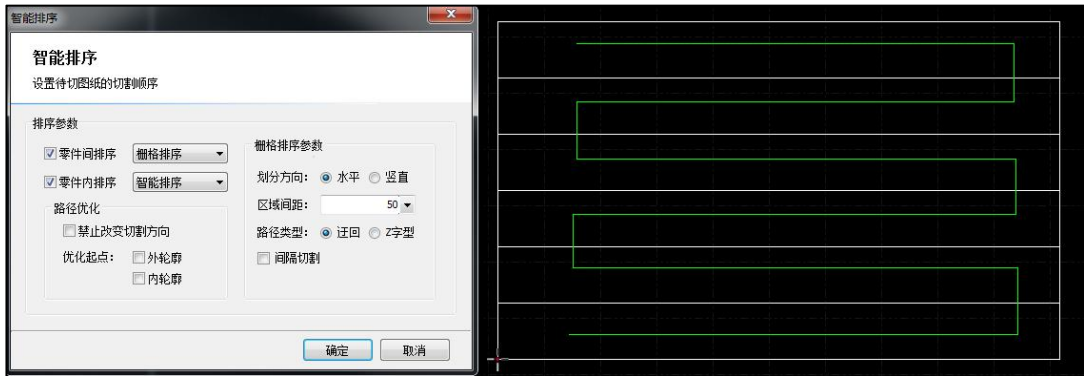 智能排序
智能排序
设置待切图纸的切割顺序
排序参数
零件间排序 栅格排序
零件内排序 智能排序
路径优化
禁止改变切割方向
优化起点: 外轮廓
内轮廓
栅格排序参数
划分方向: 水平 竖直
区域间距: 50
路径类型: 迂回 Z字型
间隔切割
确定 取消